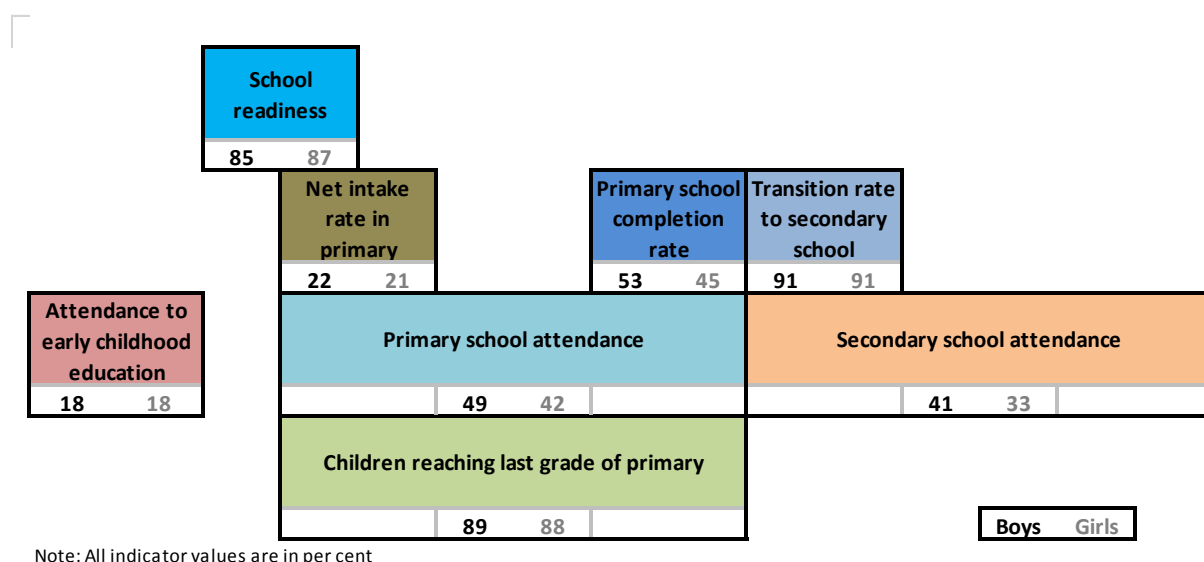 School
readiness
85 87
Net intake
rate in
primary
22 21
Primary school
completion
rate
53 45
Transition rate
to secondary
school
91 91
Attendance to
early childhood
education
18 18
Primary school attendance
49 42
Secondary school attendance
41 33
Children reaching last grade of primary
89 88
Boys Girls
Note: All indicator values are in per cent